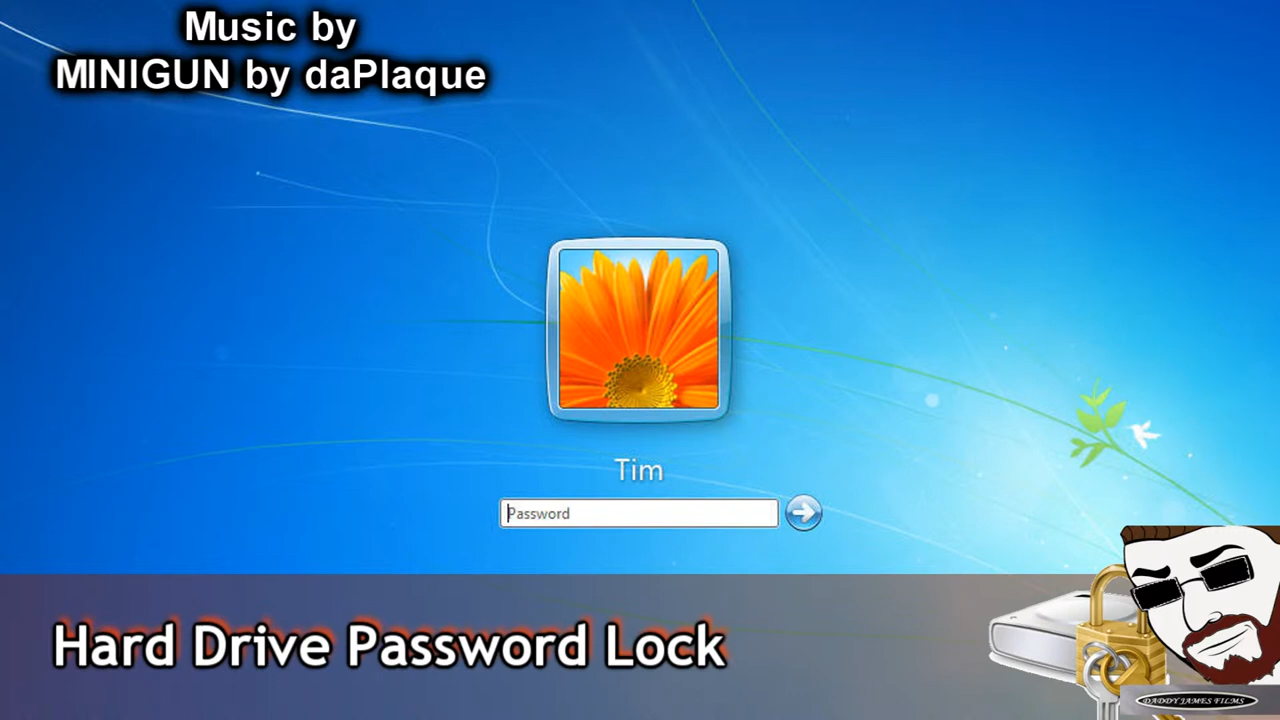 Music by
MINIGUN by daPlaque
Tim
Password
Hard Drive Password Lock
DADDY JAMES FILMS